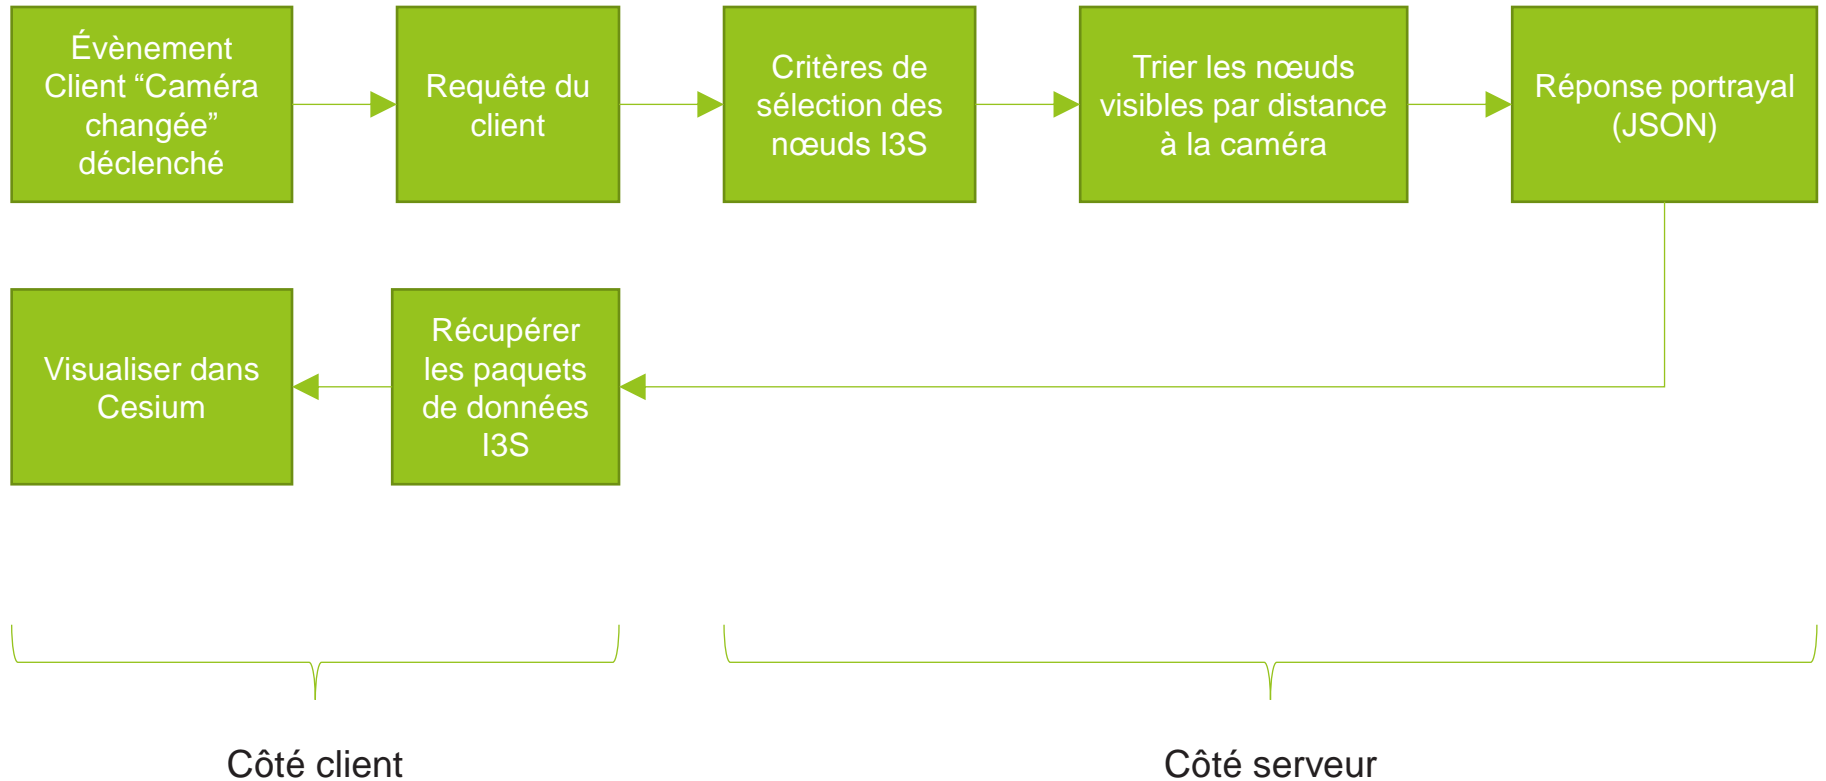 Évènement
Client “Caméra
changée”
déclenché
Requête du
client
Critères de
sélection des
nœuds I3S
Trier les nœuds
visibles par distance
à la caméra
Réponse portrayal
(JSON)
Visualiser dans
Cesium
Récupérer
les paquets
de données
I3S
Côté client
Côté serveur